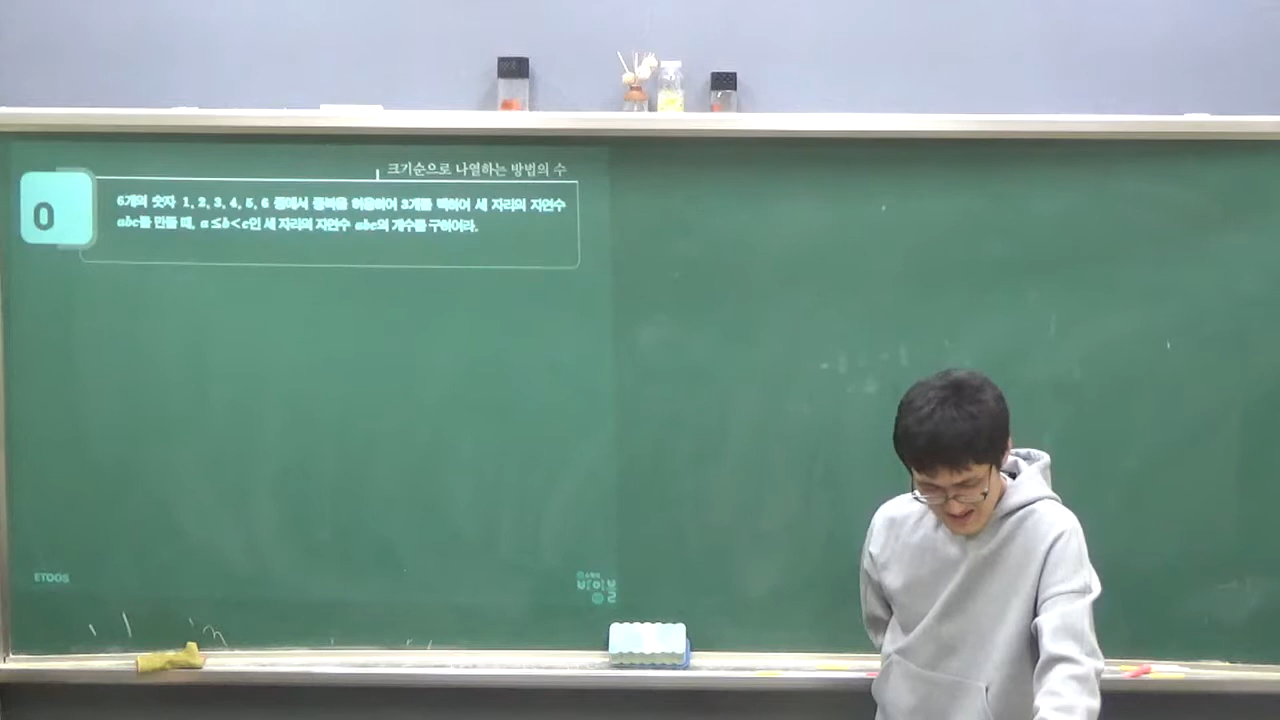 크기순으로 나열하는 방법의 수
0
6개의 숫자 1, 2, 3, 4, 5, 6 중에서 중복을 허용하여 3개를 택하여 세 자리의 자연수
abc를 만들 때, a≤b<c인 세 자리의 자연수 abc의 개수를 구하여라.
ETOOS
바이블